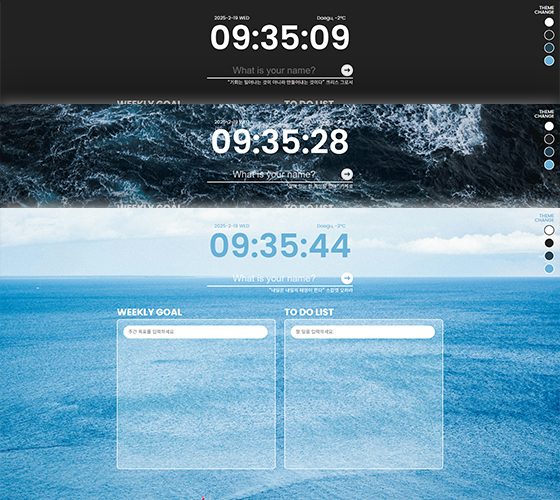 2025-2-19 WED
Daegu, -2°C
THEME
CHANGE
09:35:09
What is your name?
"기회는 일어나는 것이 아니라 만들어내는 것이다" 크리스 그로서
WEEKLY GOAL
TO DO LIST
2025-2-19 WED
Daegu, -2°C
THEME
CHANGE
09:35:28
What is your name?
WEEKLY GOAL
TO DO LIST
2025-2-19 WED
Daegu, -2°C
THEME
CHANGE
09:35:44
What is your name?
"내일은 내일의 태양이 뜬다" 스칼렛 오하라
WEEKLY GOAL
TO DO LIST
주간 목표를 입력하세요
할 일을 입력하세요